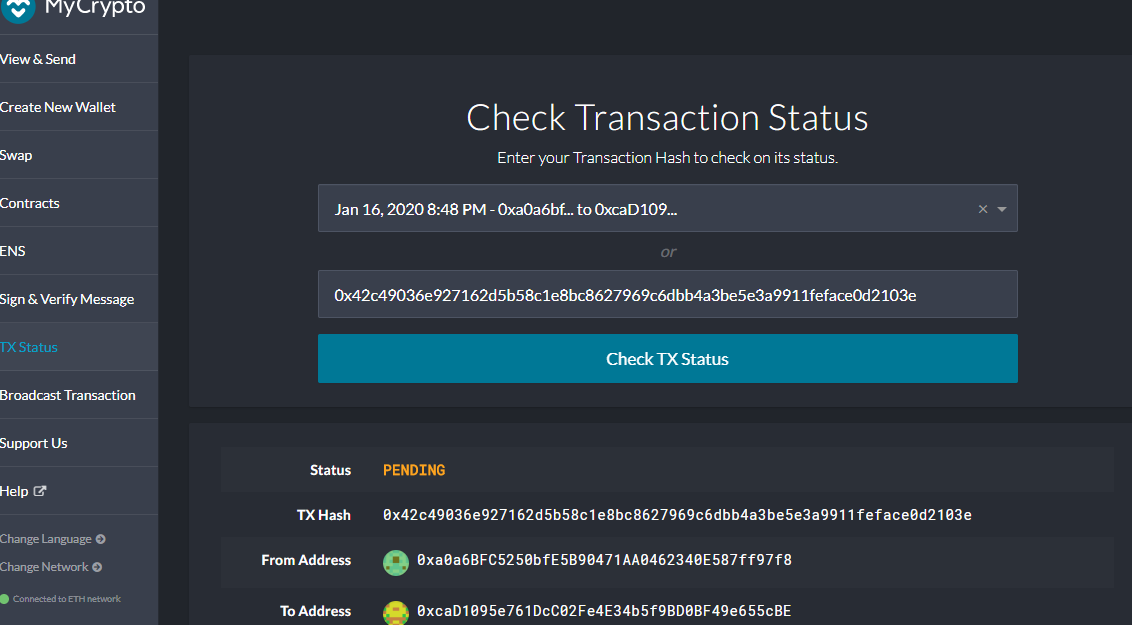 MyCrypto
View & Send
Create New Wallet
Swap
Contracts
ENS
Sign & Verify Message
TX Status
Broadcast Transaction
Support Us
Help
Change Language
Change Network
Connected to ETH network
Check Transaction Status
Enter your Transaction Hash to check on its status.
Jan 16, 2020 8:48 PM - 0xa0a6bf... to 0xcaD109...
or
0x42c49036e927162d5b58c1e8bc8627969c6dbb4a3be5e3a9911feface0d2103e
Check TX Status
Status PENDING
TX Hash 0x42c49036e927162d5b58c1e8bc8627969c6dbb4a3be5e3a9911feface0d2103e
From Address 0xa0a6BFC5250bfE5B90471AA0462340E587ff97f8
To Address 0xcaD1095e761DcC02Fe4E34b5f9BD0BF49e655cBE